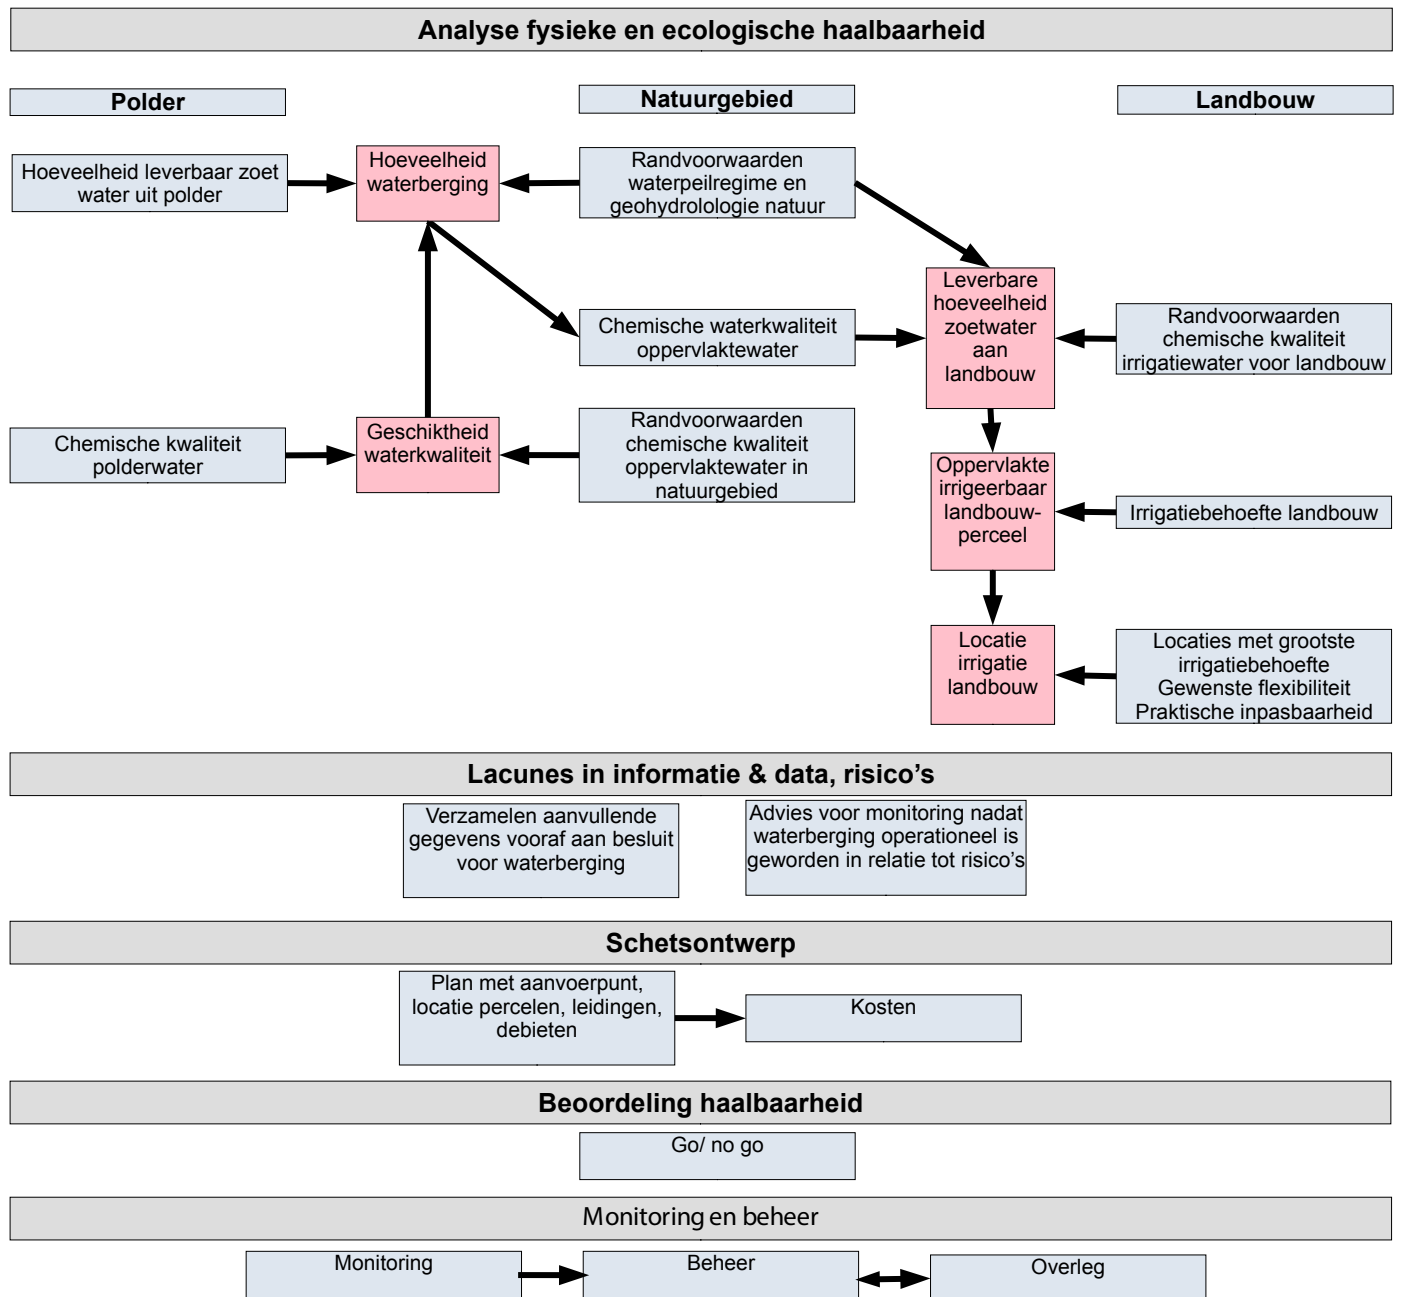 Analyse fysieke en ecologische haalbaarheid
Polder
Natuurgebied
Landbouw
Hoeveelheid leverbaar zoet
water uit polder
Hoeveelheid
waterberging
Randvoorwaarden
waterpeilregime en
geohydrolologie natuur
Leverbare
hoeveelheid
zoetwater
aan
landbouw
Chemische waterkwaliteit
oppervlaktewater
Randvoorwaarden
chemische kwaliteit
irrigatiewater voor landbouw
Chemische kwaliteit
polderwater
Geschiktheid
waterkwaliteit
Randvoorwaarden
chemische kwaliteit
oppervlaktewater in
natuurgebied
Oppervlakte
irrigeerbaar
landbouw-
perceel
Irrigatiebehoefte landbouw
Locatie
irrigatie
landbouw
Locaties met grootste
irrigatiebehoefte
Gewenste flexibiliteit
Praktische inpasbaarheid
Lacunes in informatie & data, risico’s
Verzamelen aanvullende
gegevens vooraf aan besluit
voor waterberging
Advies voor monitoring nadat
waterberging operationeel is
geworden in relatie tot risico’s
Schetsontwerp
Plan met aanvoerpunt,
locatie percelen, leidingen,
debieten
Kosten
Beoordeling haalbaarheid
Go/ no go
Monitoring en beheer
Monitoring
Beheer
Overleg